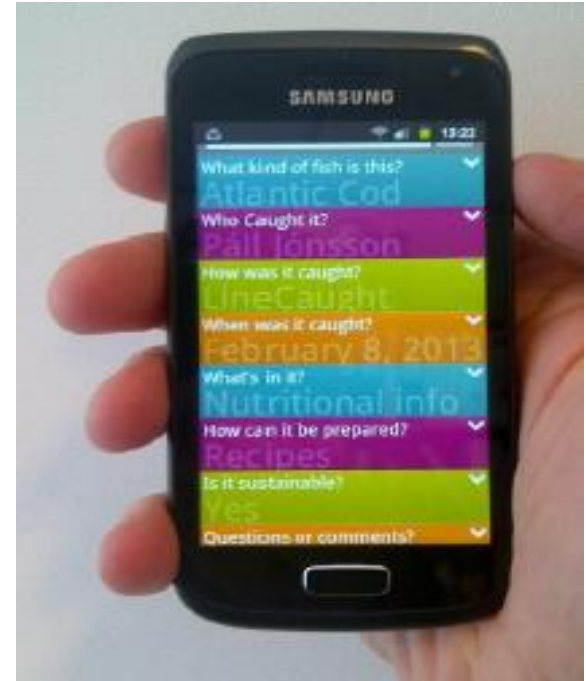 SAMSUNG
13:22
What kind of fish is this?
Atlantic Cod
Who Caught it?
Páll Jónsson
How was it caught?
LineCaught
When was it caught?
February 8, 2013
What's in it?
Nutritional info
How can it be prepared?
Recipes
Is it sustainable?
Yes
Questions or comments?